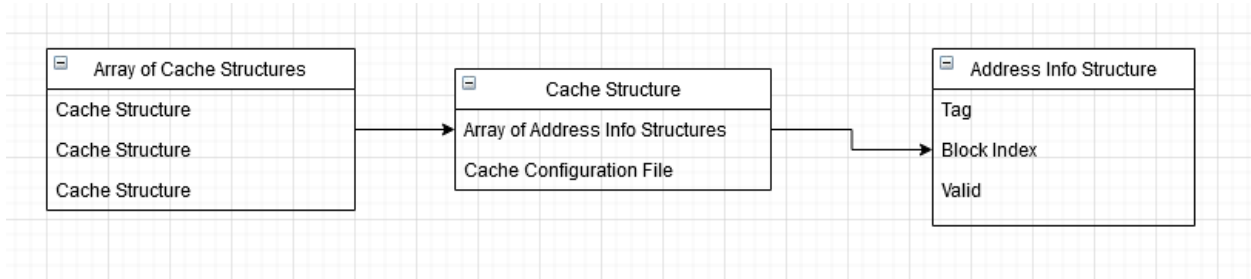 Array of Cache Structures
Cache Structure
Cache Structure
Cache Structure
Cache Structure
Array of Address Info Structures
Cache Configuration File
Address Info Structure
Tag
Block Index
Valid